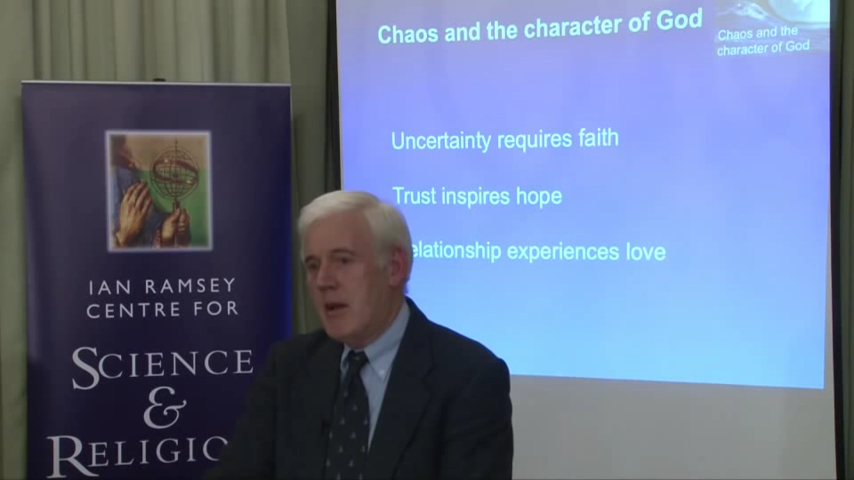 Chaos and the character of God
Chaos and the
character of God
Uncertainty requires faith
Trust inspires hope
elationship experiences love
IAN RAMSEY
CENTRE FOR
SCIENCE
&
RELIGIO